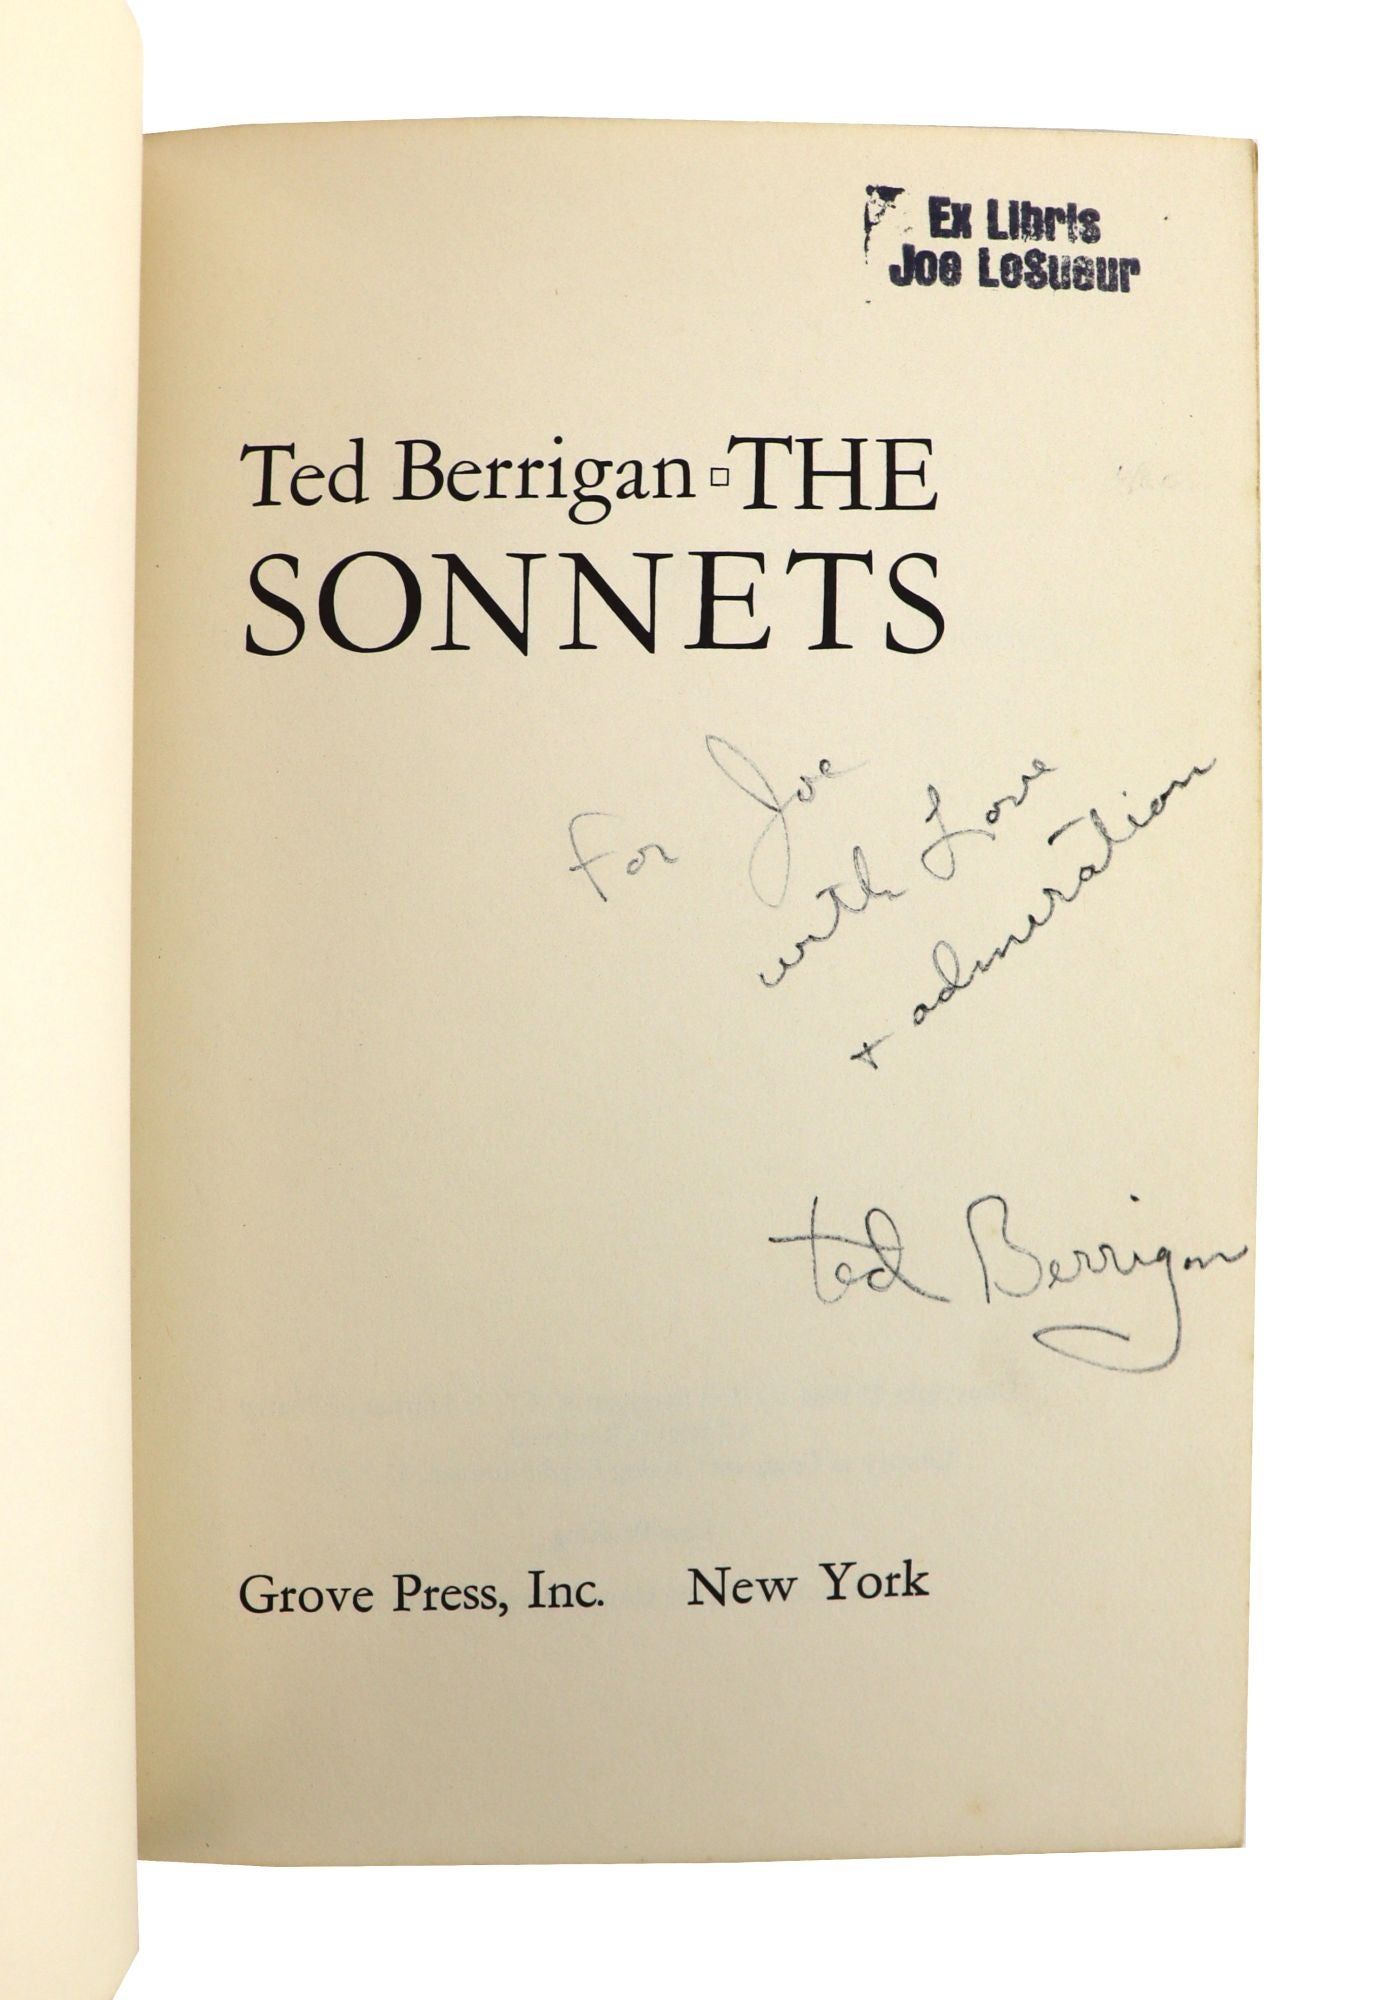 Ex Libris
Joe LeSueur
Ted Berrigan ▫ THE
SONNETS
For Joe
with Love
+ admiration
Ted Berrigan
Grove Press, Inc. New York